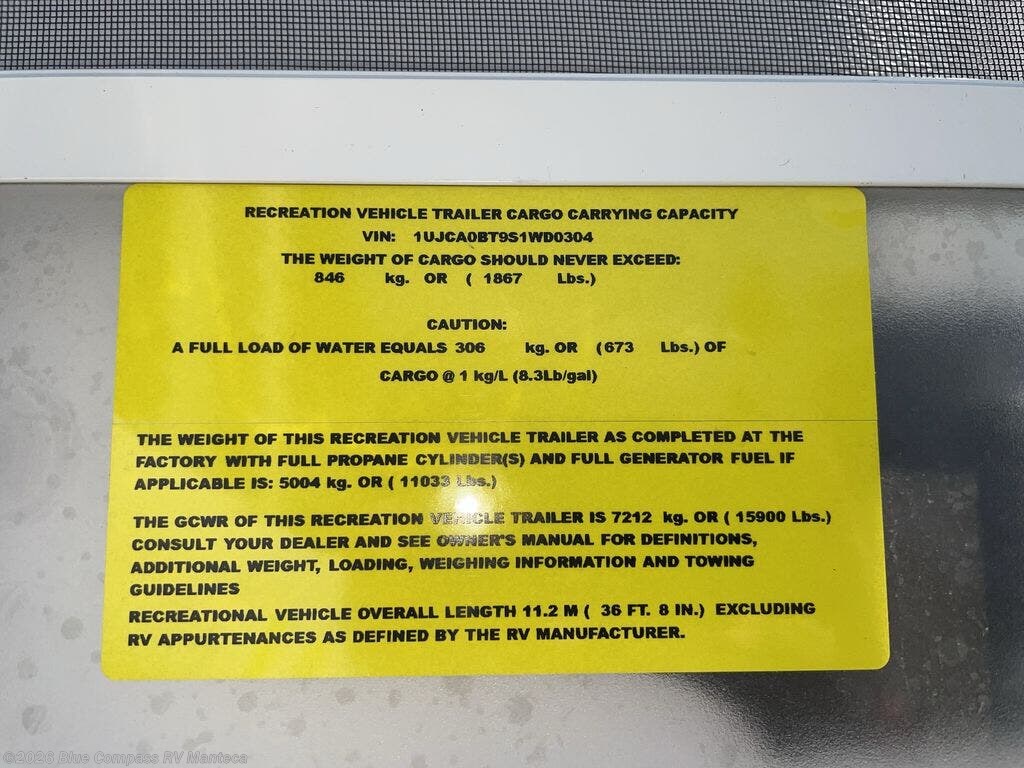 RECREATION VEHICLE TRAILER CARGO CARRYING CAPACITY
VIN: 1UJCA0BT9S1WD0304
THE WEIGHT OF CARGO SHOULD NEVER EXCEED:
846 kg. OR ( 1867 Lbs.)
CAUTION:
A FULL LOAD OF WATER EQUALS 306 kg. OR (673 Lbs.) OF
CARGO @ 1 kg/L (8.3Lb/gal)
THE WEIGHT OF THIS RECREATION VEHICLE TRAILER AS COMPLETED AT THE
FACTORY WITH FULL PROPANE CYLINDER(S) AND FULL GENERATOR FUEL IF
APPLICABLE IS: 5004 kg. OR ( 11033 Lbs.)
THE GCWR OF THIS RECREATION VEHICLE TRAILER IS 7212 kg. OR ( 15900 Lbs.)
CONSULT YOUR DEALER AND SEE OWNER'S MANUAL FOR DEFINITIONS,
ADDITIONAL WEIGHT, LOADING, WEIGHING INFORMATION AND TOWING
GUIDELINES
RECREATIONAL VEHICLE OVERALL LENGTH 11.2 M ( 36 FT. 8 IN.) EXCLUDING
RV APPURTENANCES AS DEFINED BY THE RV MANUFACTURER.
©2026 Blue Compass RV Manteca